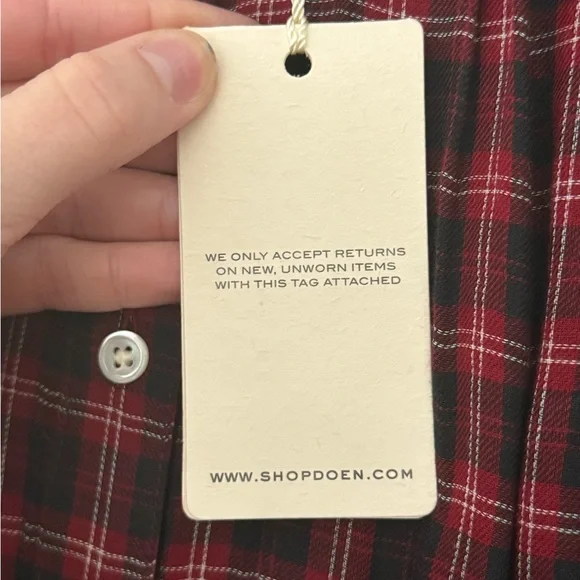 WE ONLY ACCEPT RETURNS
ON NEW, UNWORN ITEMS
WITH THIS TAG ATTACHED
WWW.SHOPDOEN.COM